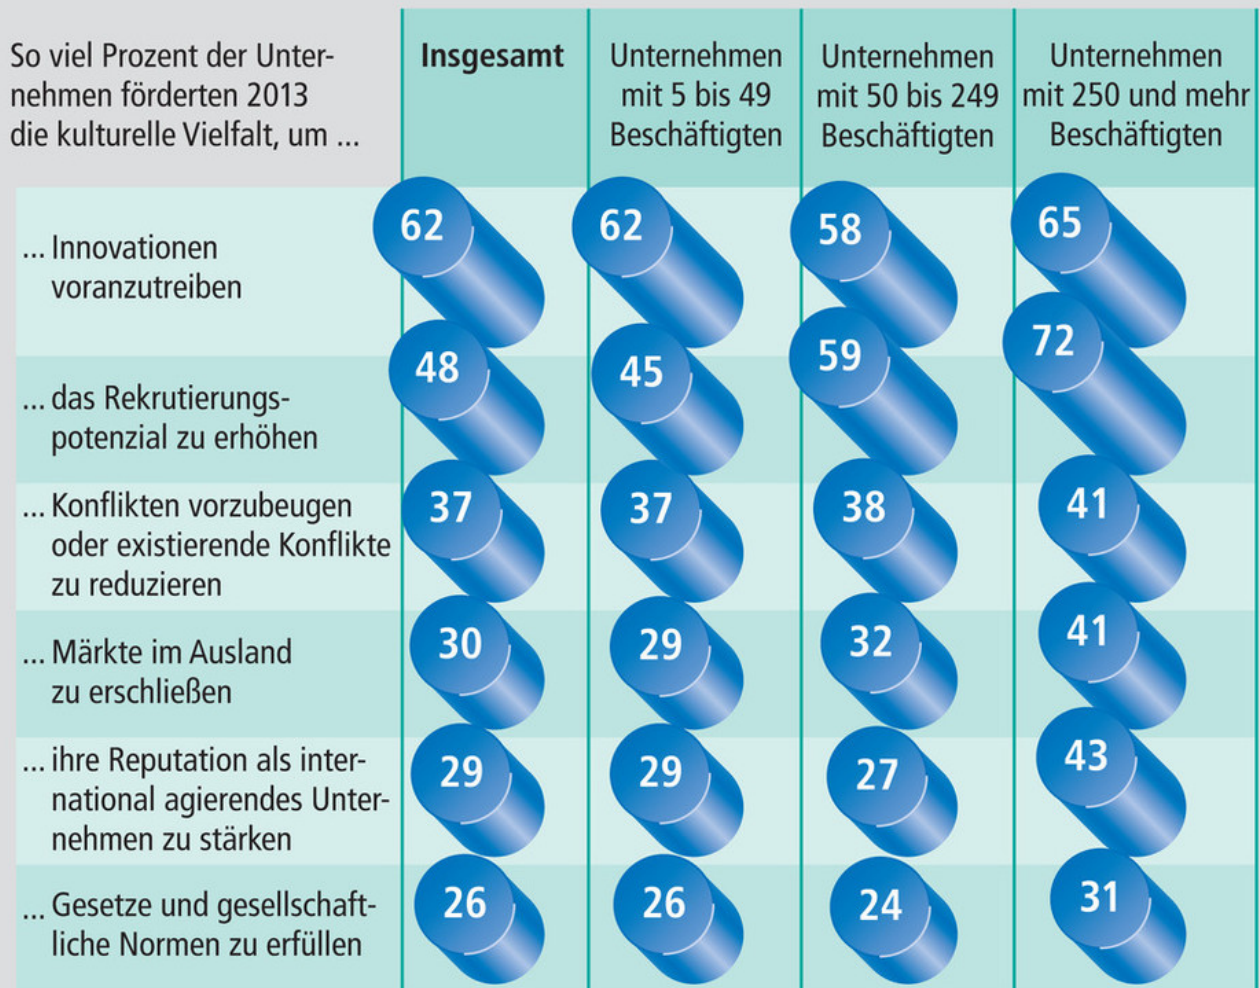 So viel Prozent der Unter-
nehmen förderten 2013
die kulturelle Vielfalt, um ...
Insgesamt
Unternehmen
mit 5 bis 49
Beschäftigten
Unternehmen
mit 50 bis 249
Beschäftigten
Unternehmen
mit 250 und mehr
Beschäftigten
... Innovationen
voranzutreiben
62
62
58
65
... das Rekrutierungs-
potenzial zu erhöhen
48
45
59
72
... Konflikten vorzubeugen
oder existierende Konflikte
zu reduzieren
37
37
38
41
... Märkte im Ausland
zu erschließen
30
29
32
41
... ihre Reputation als inter-
national agierendes Unter-
nehmen zu stärken
29
29
27
43
... Gesetze und gesellschaft-
liche Normen zu erfüllen
26
26
24
31